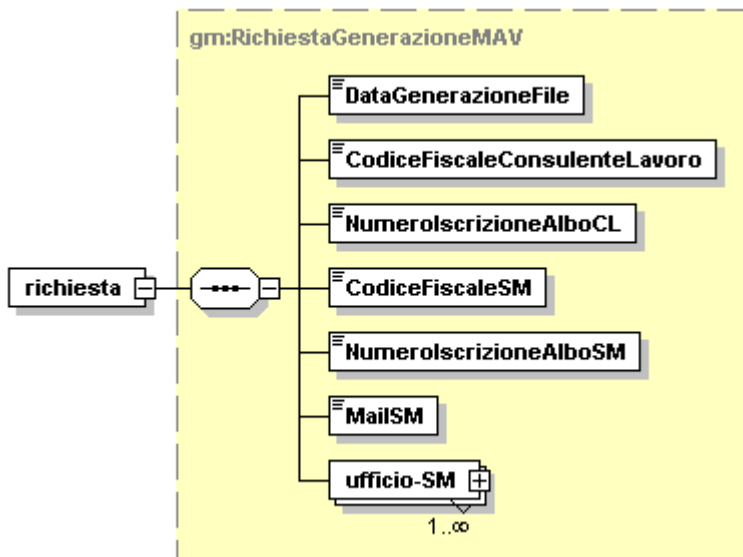 gm:RichiestaGenerazioneMAV
DataGenerazioneFile
CodiceFiscaleConsulenteLavoro
NumeroIscrizioneAlboCL
richiesta
CodiceFiscaleSM
NumeroIscrizioneAlboSM
MailSM
ufficio-SM
1..∞